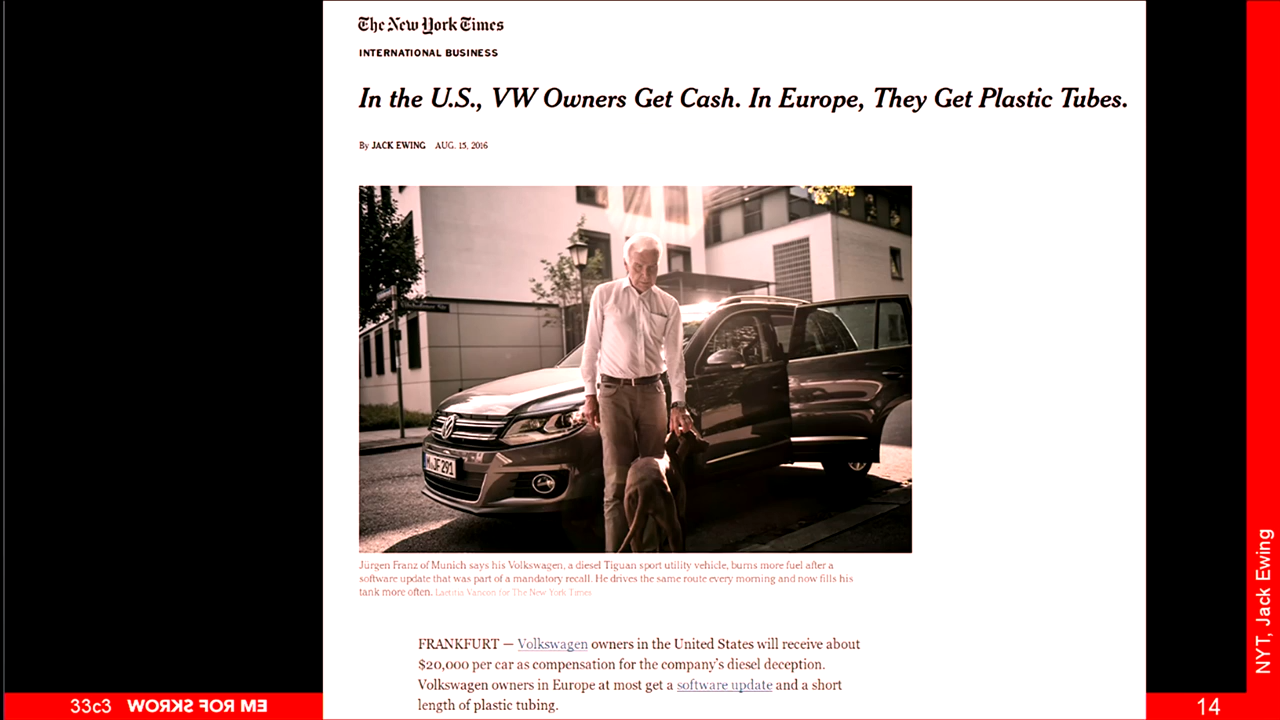 The New York Times
INTERNATIONAL BUSINESS
In the U.S., VW Owners Get Cash. In Europe, They Get Plastic Tubes.
By JACK EWING AUG. 15, 2016
M JF 291
Jürgen Franz of Munich says his Volkswagen, a diesel Tiguan sport utility vehicle, burns more fuel after a
software update that was part of a mandatory recall. He drives the same route every morning and now fills his
tank more often. Laetitia Vancon for The New York Times
FRANKFURT — Volkswagen owners in the United States will receive about
$20,000 per car as compensation for the company's diesel deception.
Volkswagen owners in Europe at most get a software update and a short
length of plastic tubing.
NYT, Jack Ewing
33c3 WORKS FOR ME
14